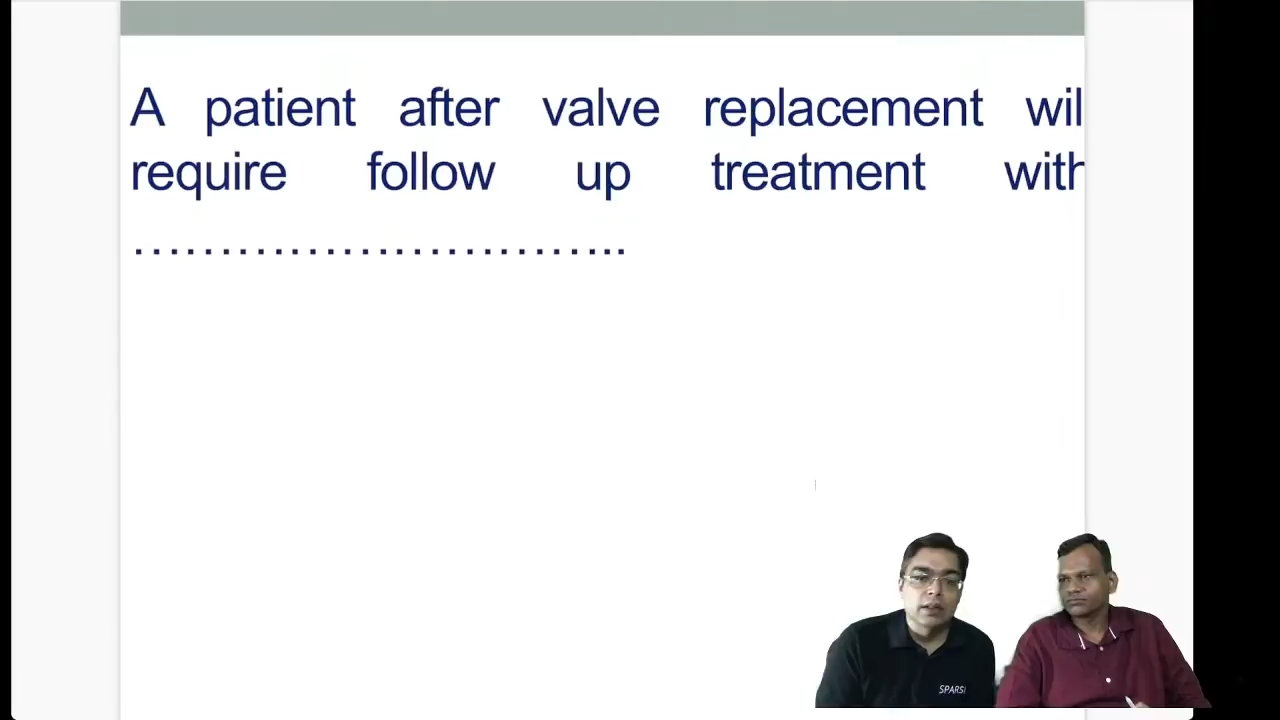 A patient after valve replacement wil
require follow up treatment with
…………………………..
SPARSH